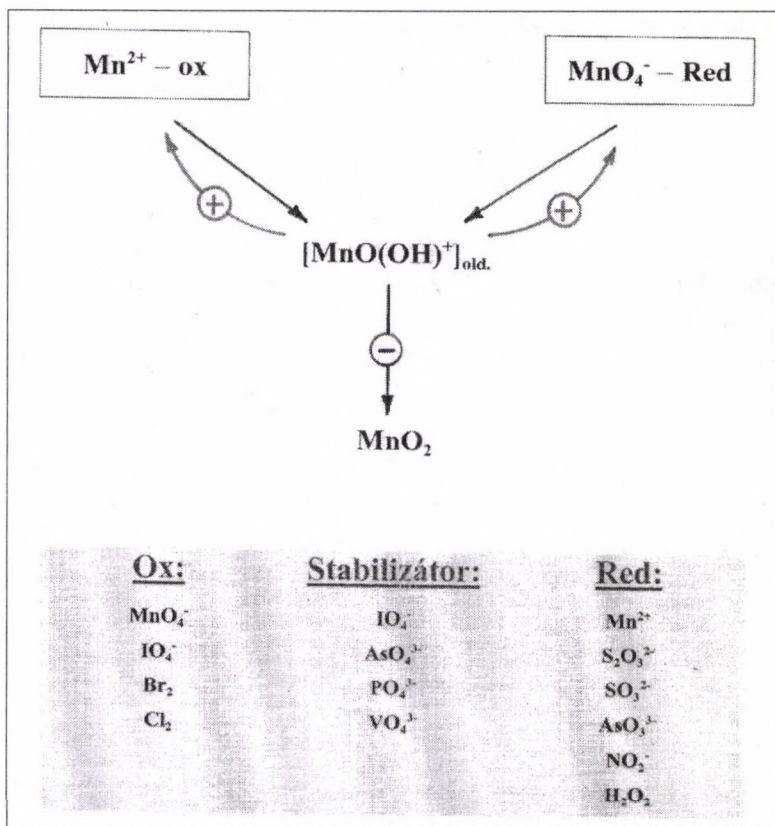 Mn²⁺ – ox
MnO₄⁻ – Red
+
+
[MnO(OH)⁺]old.
−
MnO₂
Ox: Stabilizátor: Red:
MnO₄⁻ IO₄⁻ Mn²⁺
IO₄⁻ AsO₄³⁻ S₂O₃²⁻
Br₂ PO₄³⁻ SO₃²⁻
Cl₂ VO₄³⁻ AsO₃³⁻
NO₂⁻
H₂O₂